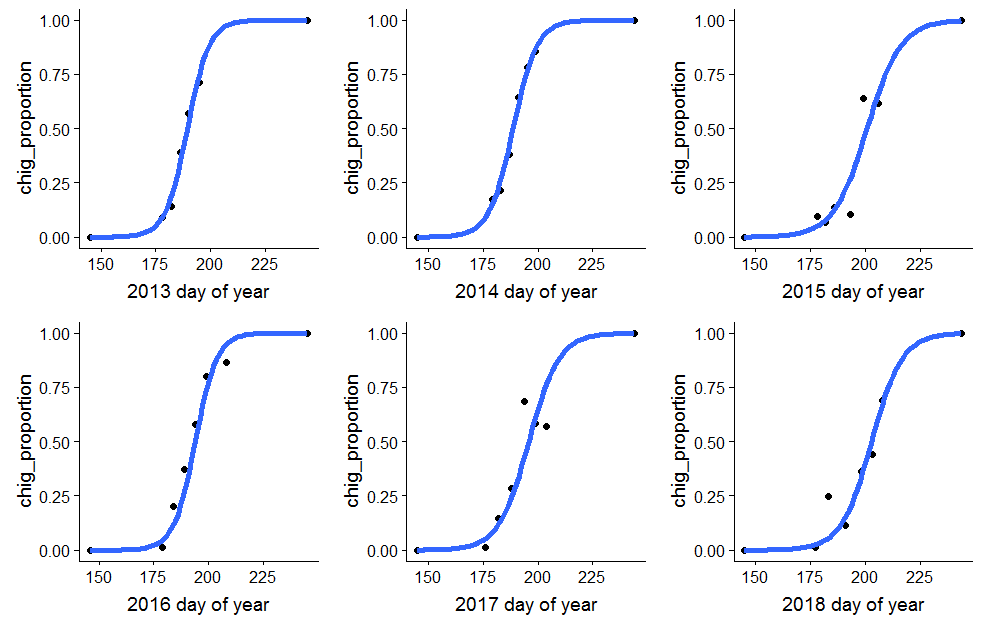 chig_proportion
1.00
0.75
0.50
0.25
0.00
150 175 200 225
2013 day of year
chig_proportion
1.00
0.75
0.50
0.25
0.00
150 175 200 225
2014 day of year
chig_proportion
1.00
0.75
0.50
0.25
0.00
150 175 200 225
2015 day of year
chig_proportion
1.00
0.75
0.50
0.25
0.00
150 175 200 225
2016 day of year
chig_proportion
1.00
0.75
0.50
0.25
0.00
150 175 200 225
2017 day of year
chig_proportion
1.00
0.75
0.50
0.25
0.00
150 175 200 225
2018 day of year